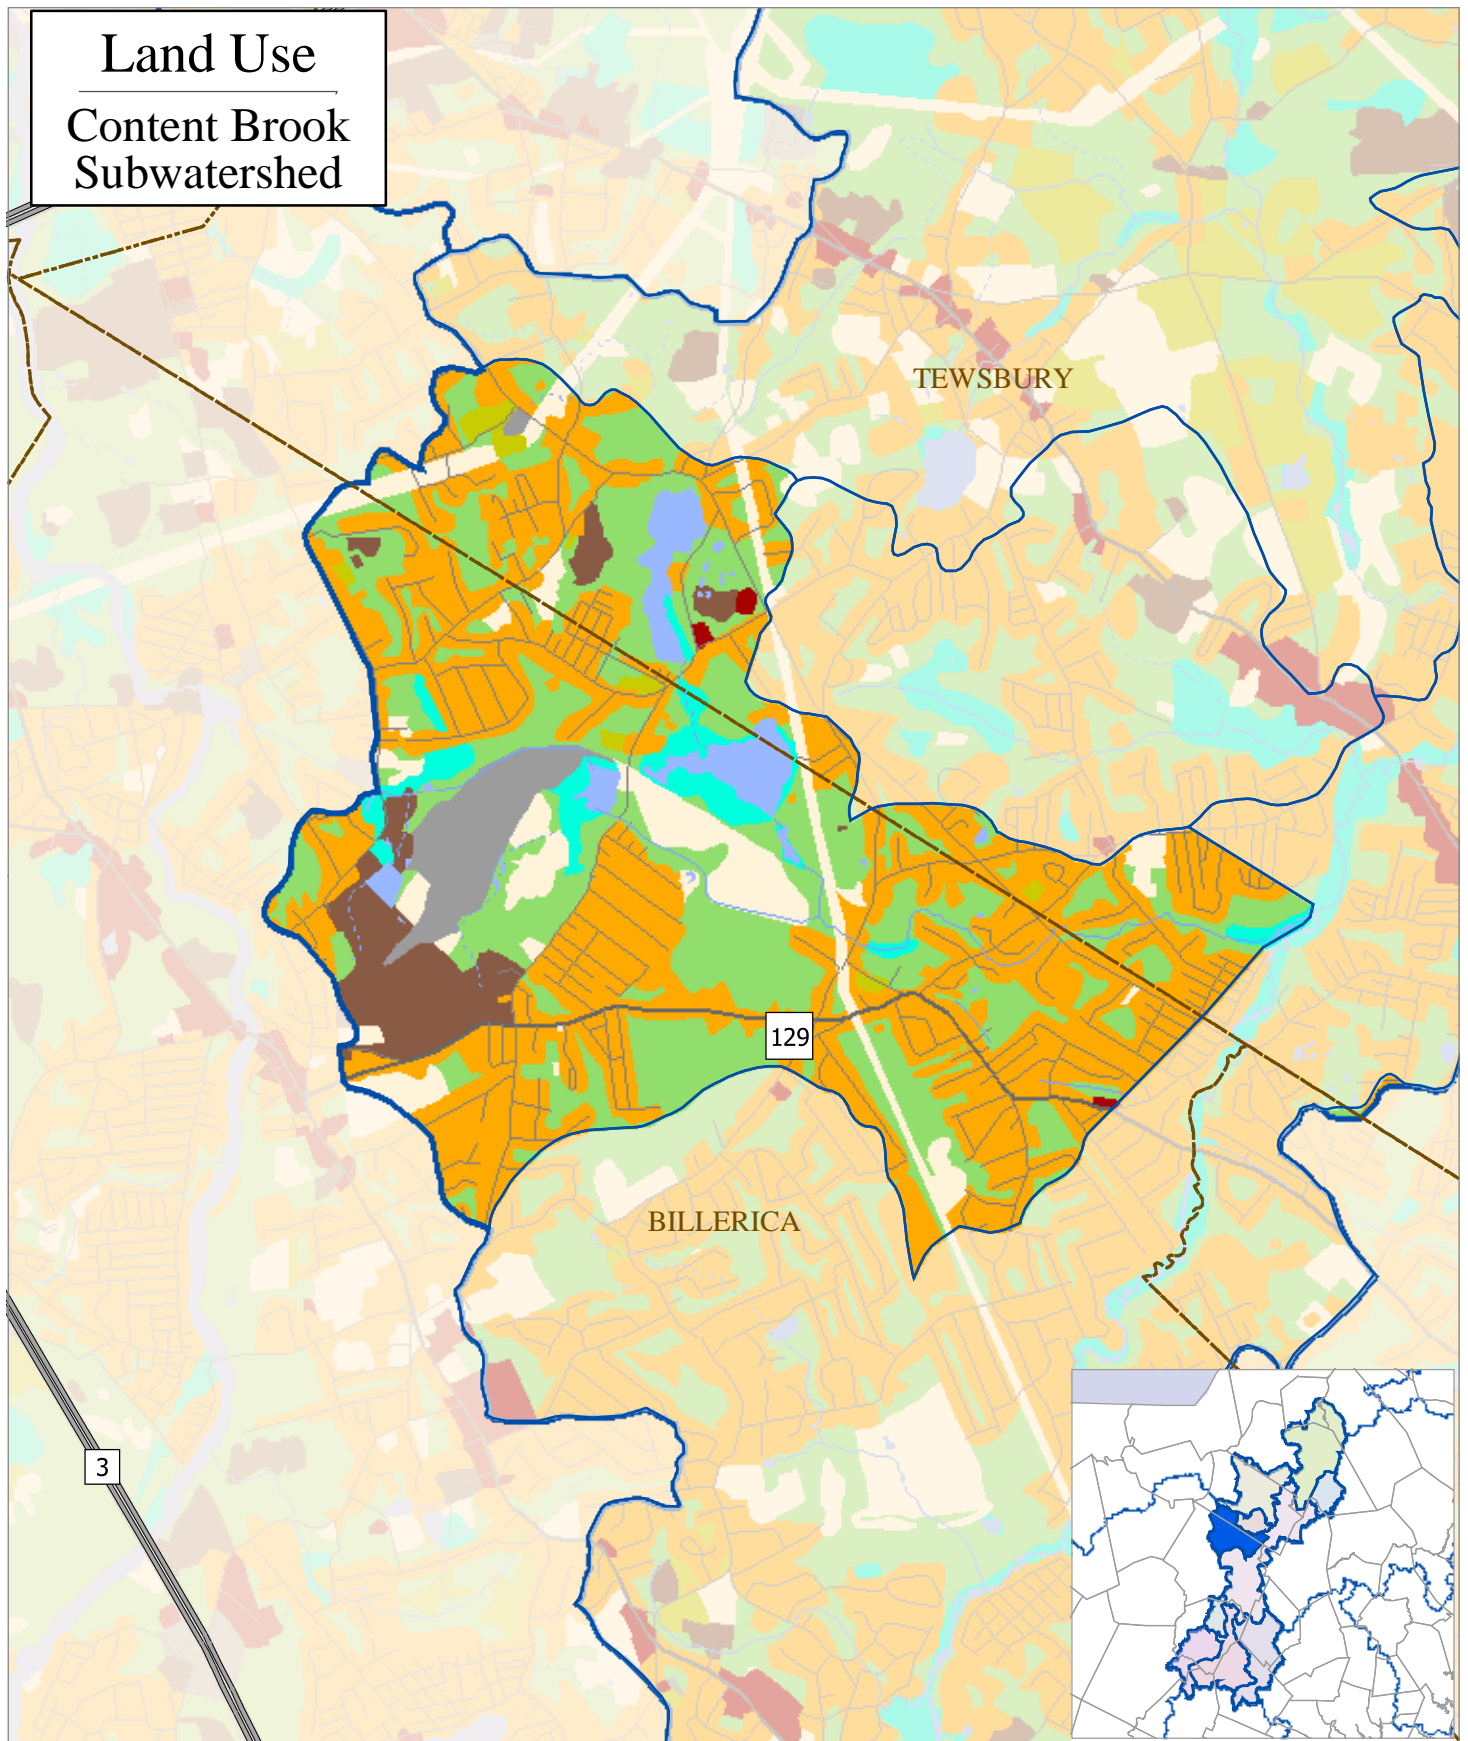 Land Use
Content Brook
Subwatershed
TEWSBURY
129
BILLERICA
3